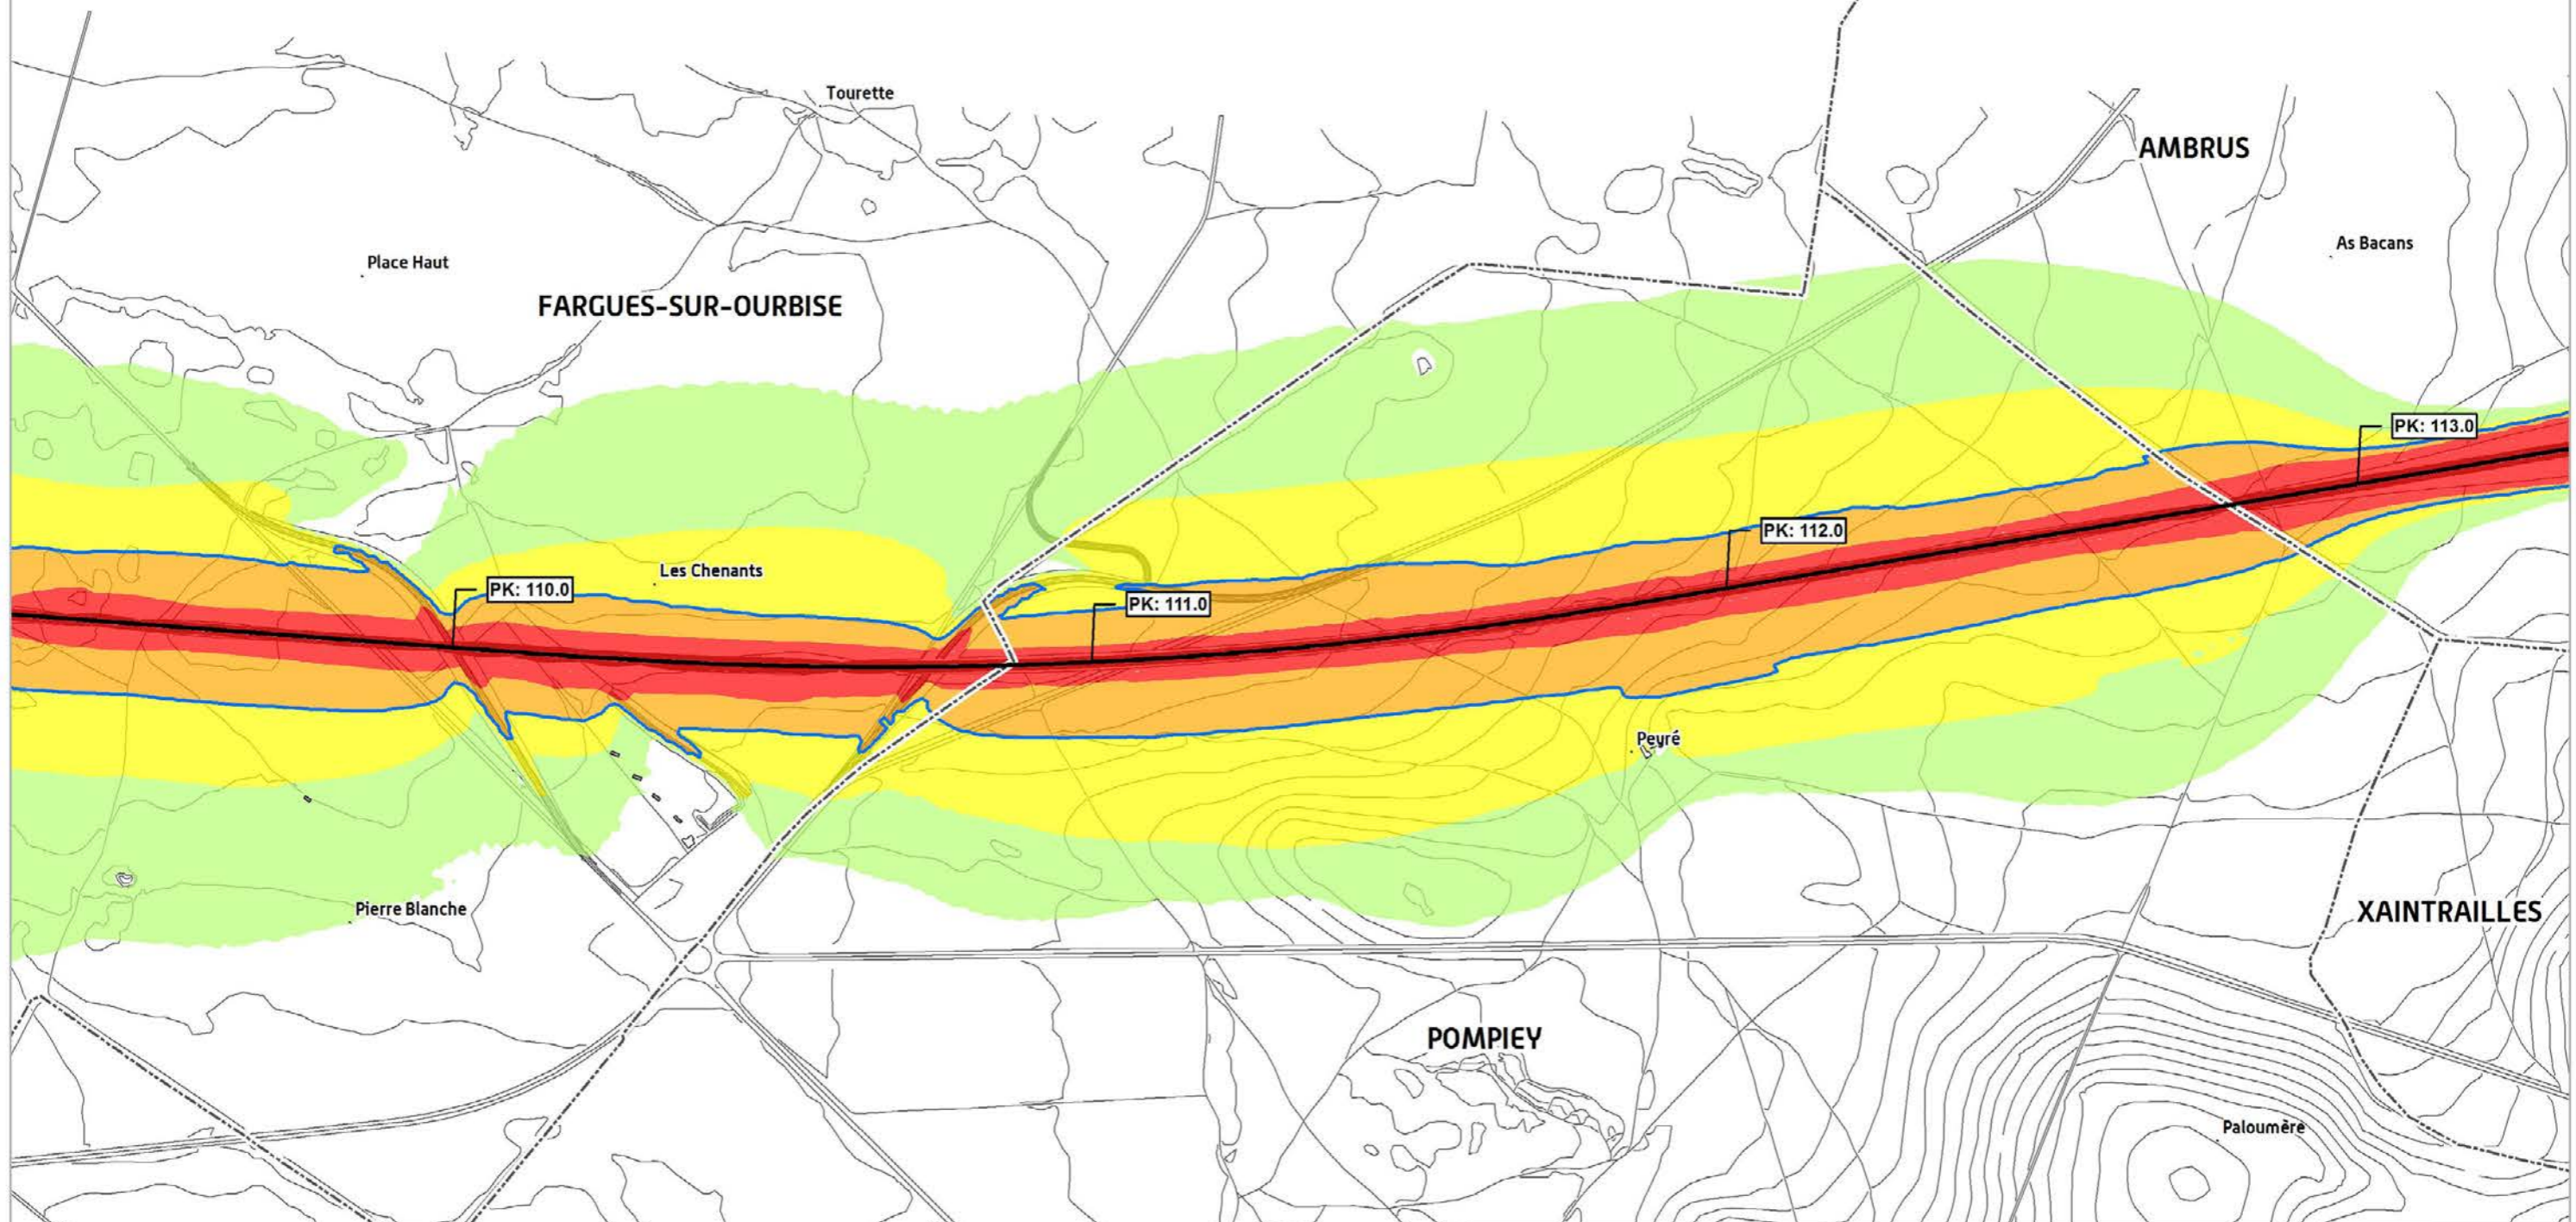 Tourette
AMBRUS
As Bacans
Place Haut
FARGUES-SUR-OURBISE
PK: 113.0
PK: 112.0
Les Chenants
PK: 110.0
PK: 111.0
Peyré
Pierre Blanche
XAINTRAILLES
POMPIEY
Paloumère